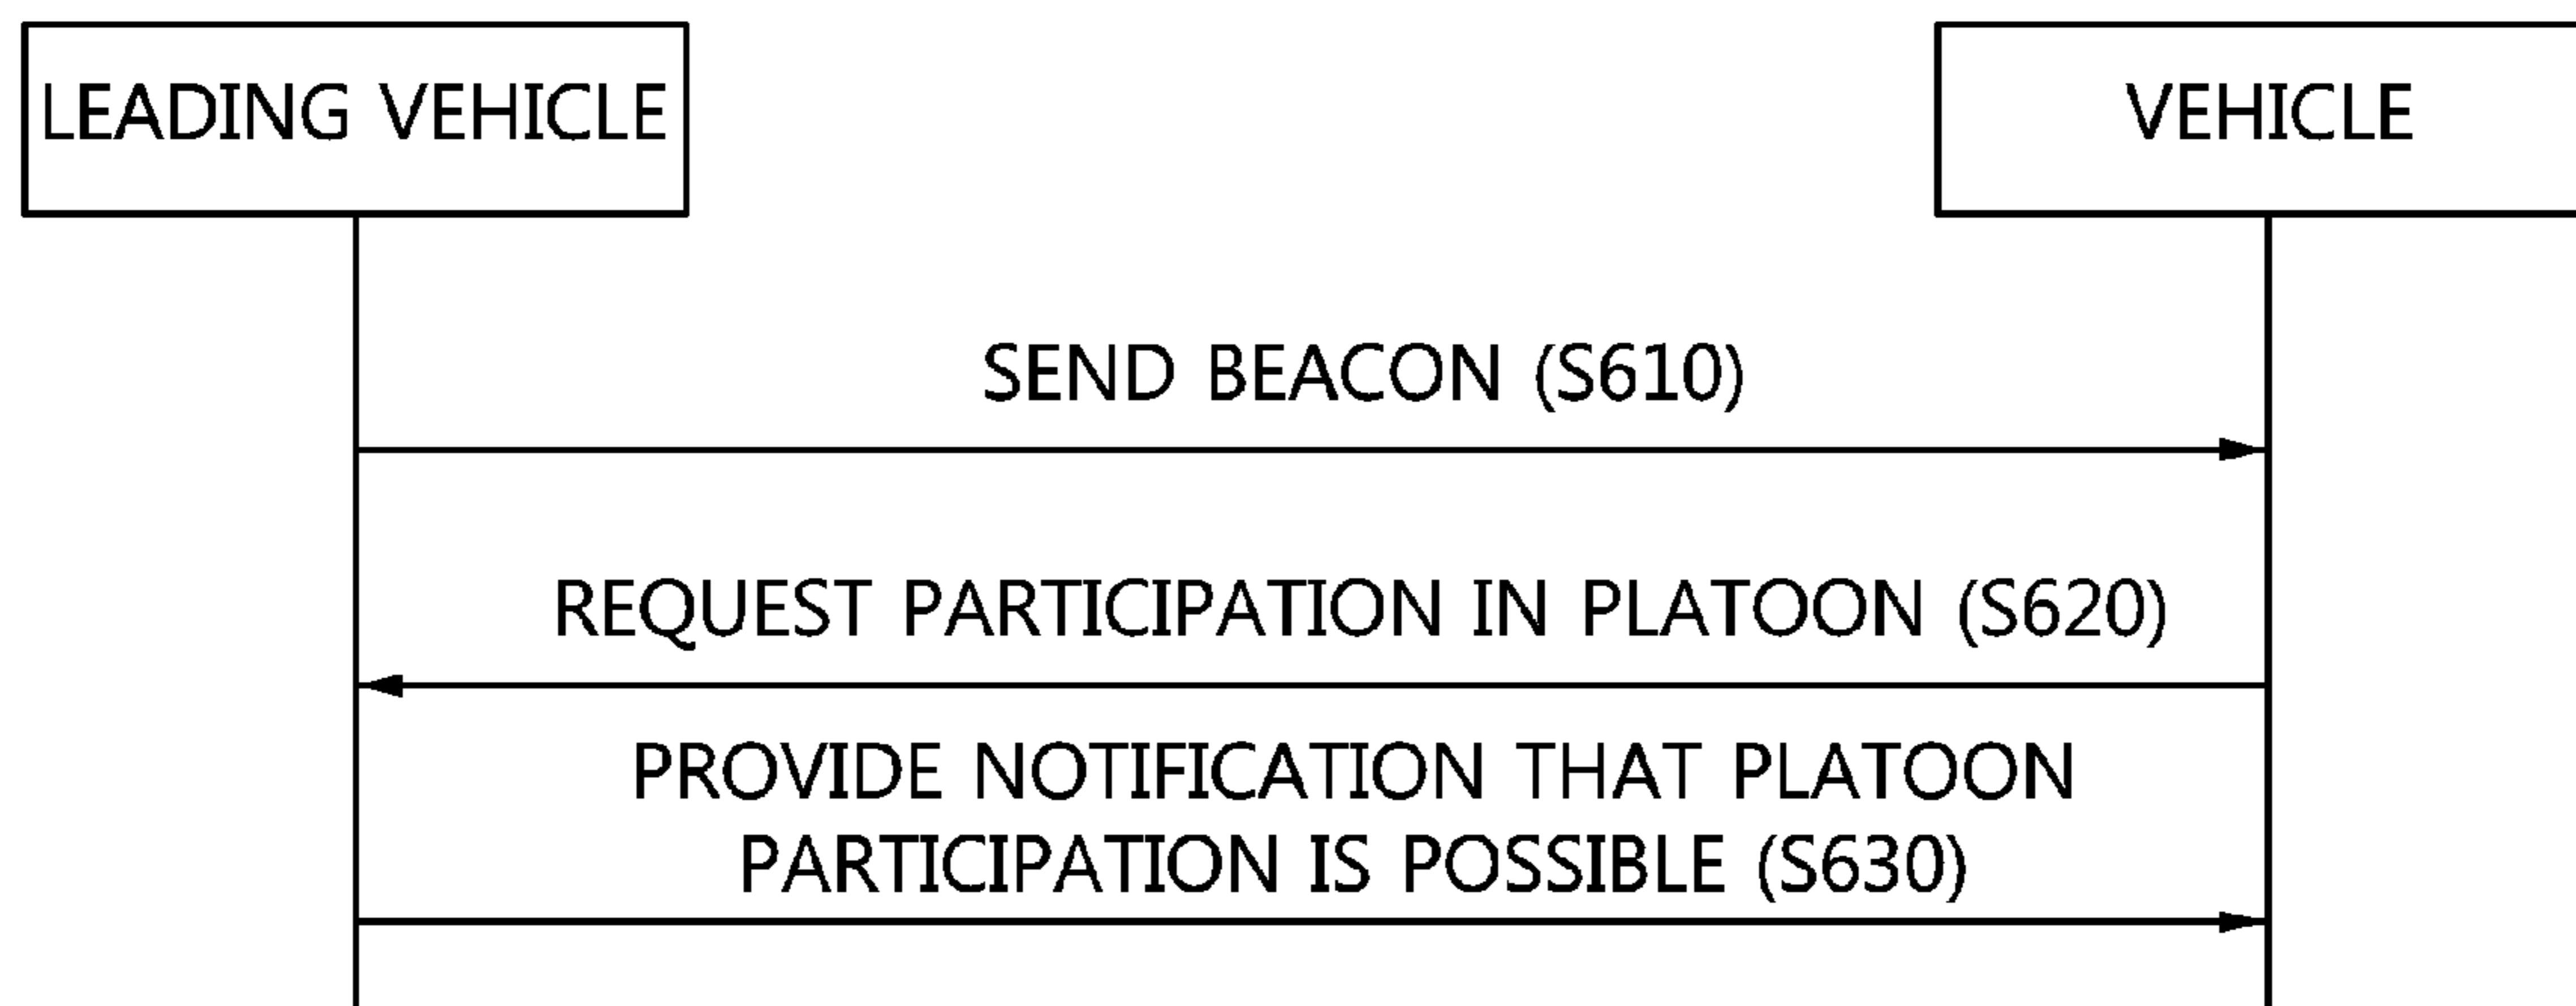 LEADING VEHICLE
VEHICLE
SEND BEACON (S610)
REQUEST PARTICIPATION IN PLATOON (S620)
PROVIDE NOTIFICATION THAT PLATOON
PARTICIPATION IS POSSIBLE (S630)